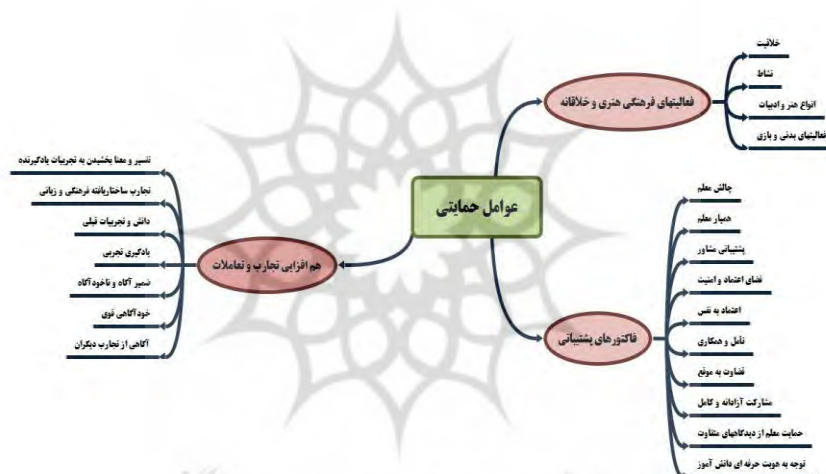 عوامل حمایتی
فعالیتهای فرهنگی هنری و خلاقانه
خلاقیت
نشاط
انواع هنر و ادبیات
فعالیتهای بدنی و بازی
فاکتورهای پشتیبانی
چالش معلم
همیار معلم
پشتیبانی مشاور
فضای اعتماد و امنیت
اعتماد به نفس
تأمل و همکاری
قضاوت به موقع
مشارکت آزادانه و کامل
حمایت معلم از دیدگاههای متفاوت
توجه به هویت حرفه ای دانش آموز
هم افزایی تجارب و تعاملات
تفسیر و معنا بخشیدن به تجربیات یادگیرنده
تجارب ساختاریافته فرهنگی و زبانی
دانش و تجربیات قبلی
یادگیری تجربی
ضمیر آگاه و ناخودآگاه
خودآگاهی قوی
آگاهی از تجارب دیگران